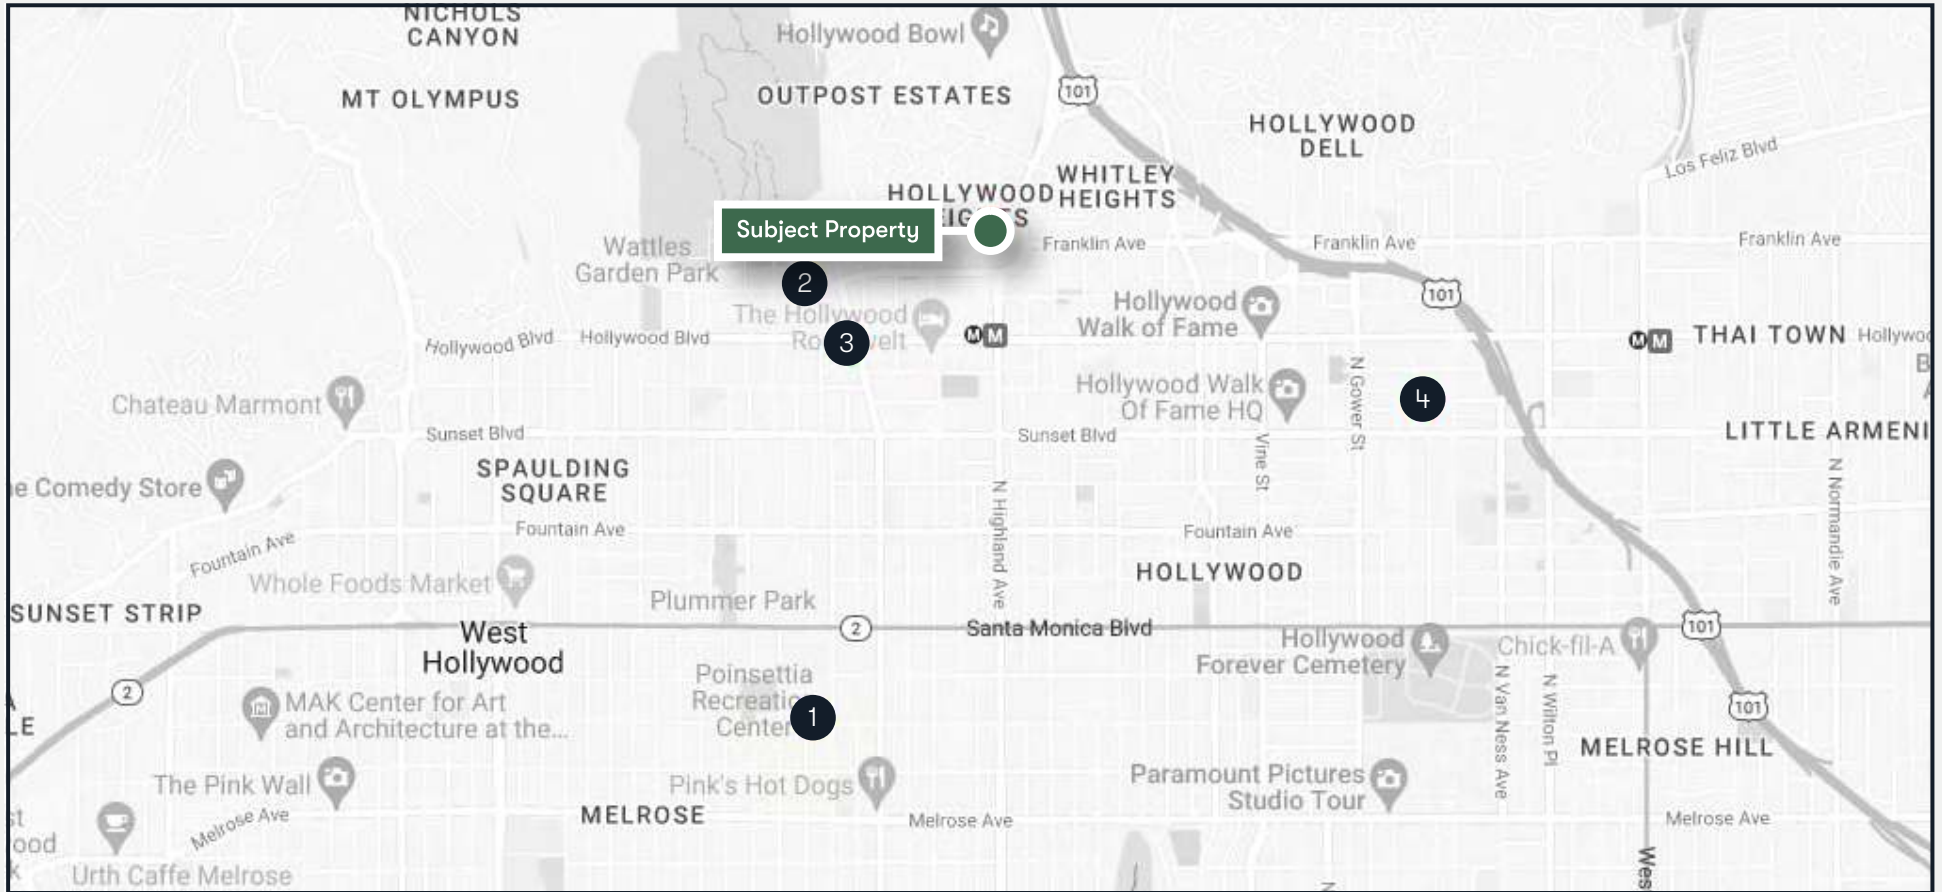 NICHOLS
CANYON
Hollywood Bowl
MT OLYMPUS
OUTPOST ESTATES
101
HOLLYWOOD
DELL
Los Feliz Blvd
WHITLEY
HEIGHTS
HOLLYWOOD
Subject Property
Franklin Ave
Franklin Ave
Franklin Ave
Wattles
Garden Park
2
The Hollywood
3
Hollywood
Walk of Fame
101
Hollywood Blvd
Hollywood Blvd
M M
M M
THAI TOWN
Chateau Marmont
Hollywood Walk
Of Fame HQ
N Gower St
4
Sunset Blvd
Sunset Blvd
LITTLE ARMENI
SPAULDING
SQUARE
Vine St
Comedy Store
N Highland Ave
N Normandie Ave
Fountain Ave
Fountain Ave
Fountain Ave
Whole Foods Market
HOLLYWOOD
Plummer Park
SUNSET STRIP
West
Hollywood
2
Santa Monica Blvd
Hollywood
Forever Cemetery
Chick-fil-A
101
2
Poinsettia
Recreation
Center
1
MAK Center for Art
and Architecture at the...
N Van Ness Ave
N Wilton Pl
101
MELROSE HILL
The Pink Wall
Pink's Hot Dogs
Paramount Pictures
Studio Tour
MELROSE
Melrose Ave
Melrose Ave
Melrose Ave
Urth Caffe Melrose
Wes